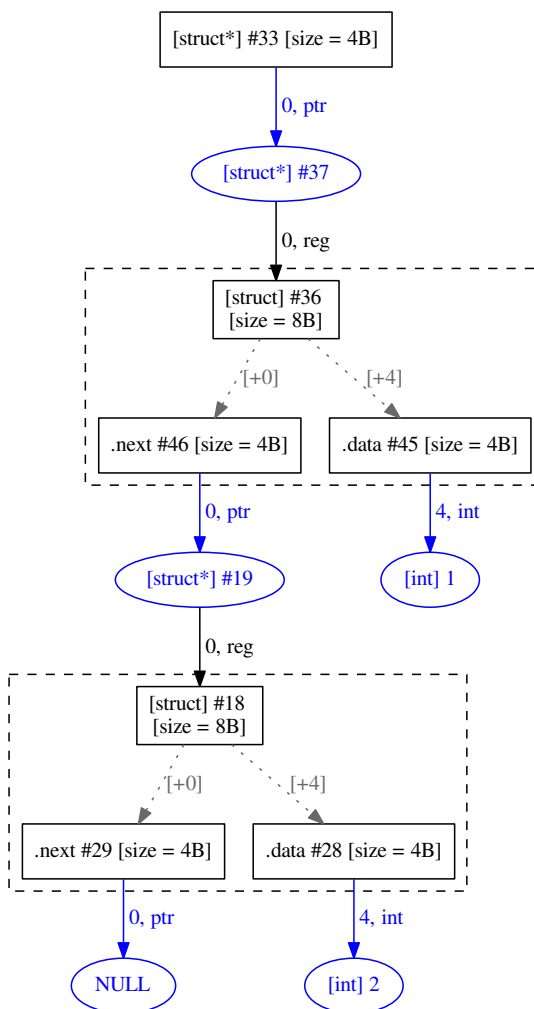 [struct*] #33 [size = 4B]
0, ptr
[struct*] #37
0, reg
[struct] #36
[size = 8B]
[+0]
[+4]
.next #46 [size = 4B]
.data #45 [size = 4B]
0, ptr
4, int
[struct*] #19
[int] 1
0, reg
[struct] #18
[size = 8B]
[+0]
[+4]
.next #29 [size = 4B]
.data #28 [size = 4B]
0, ptr
4, int
NULL
[int] 2